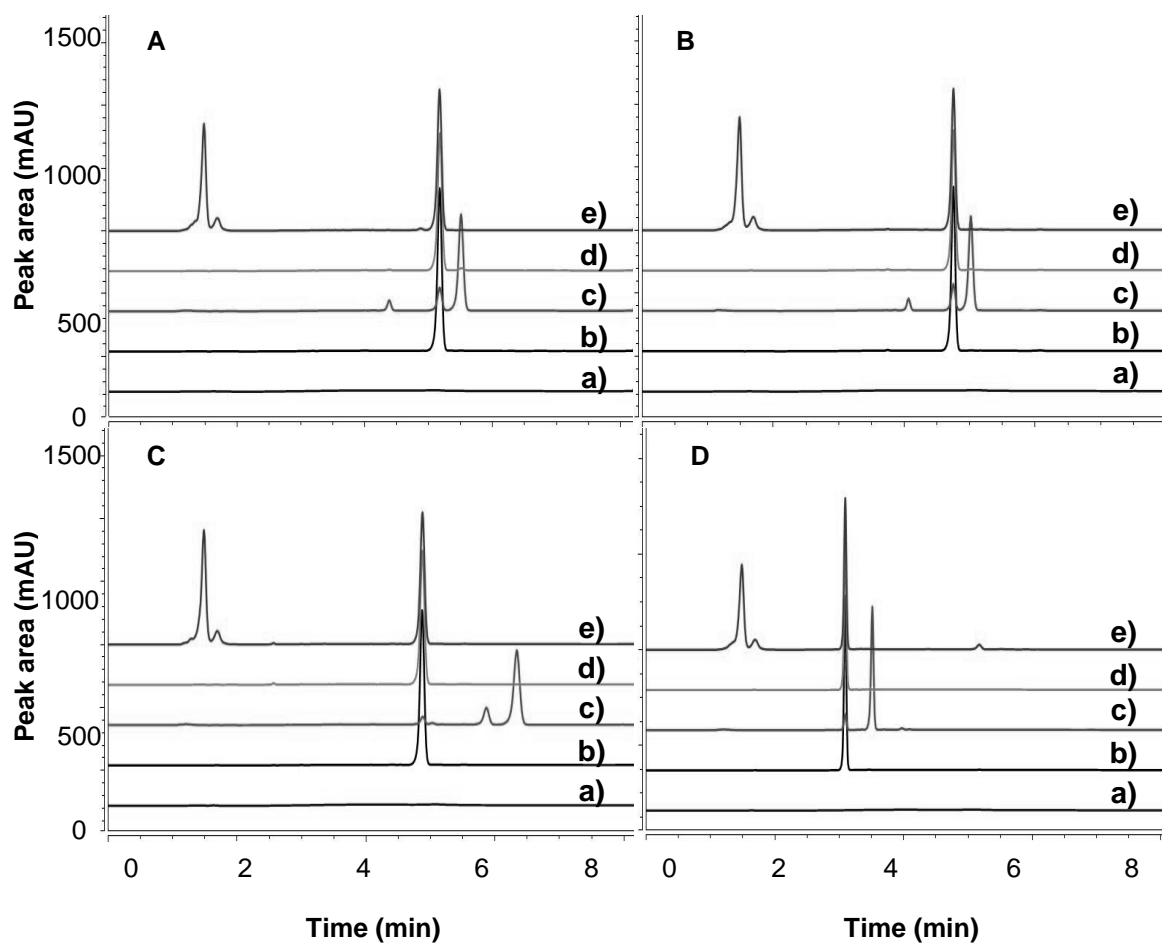 A
B
1500
1000
500
0
Peak area (mAU)
e)
d)
c)
b)
a)
e)
d)
c)
b)
a)
C
D
1500
1000
500
0
Peak area (mAU)
e)
d)
c)
b)
a)
e)
d)
c)
b)
a)
0 2 4 6 8
0 2 4 6 8
Time (min)
Time (min)